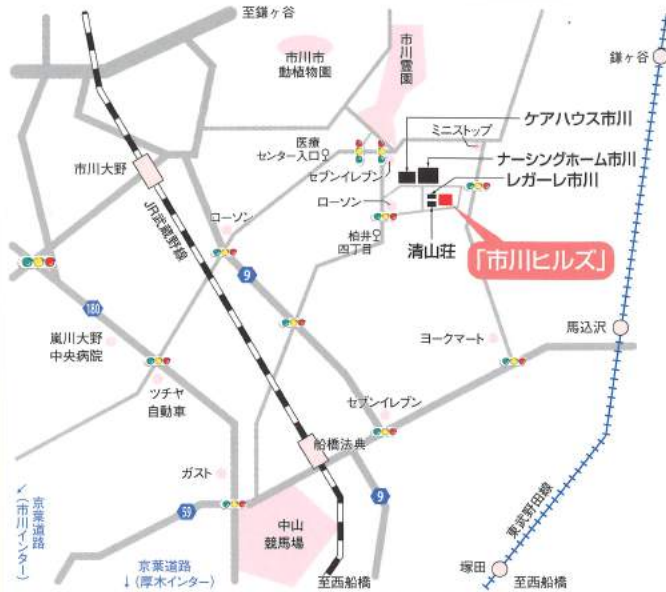 至鎌ヶ谷
市川市
動植物園
市川霊園
鎌ヶ谷
ケアハウス市川
医療
センター入口
ミニストップ
セブンイレブン
ナーシングホーム市川
レガーレ市川
市川大野
ローソン
JR武蔵野線
ローソン
柏井
四丁目
清山荘
「市川ヒルズ」
9
180
嵐川大野
中央病院
馬込沢
ヨークマート
ツチヤ
自動車
セブンイレブン
船橋法典
ガスト
59
9
東武野田線
京葉道路
↙(市川インター)
中山
競馬場
京葉道路
↓(厚木インター)
至西船橋
塚田
至西船橋